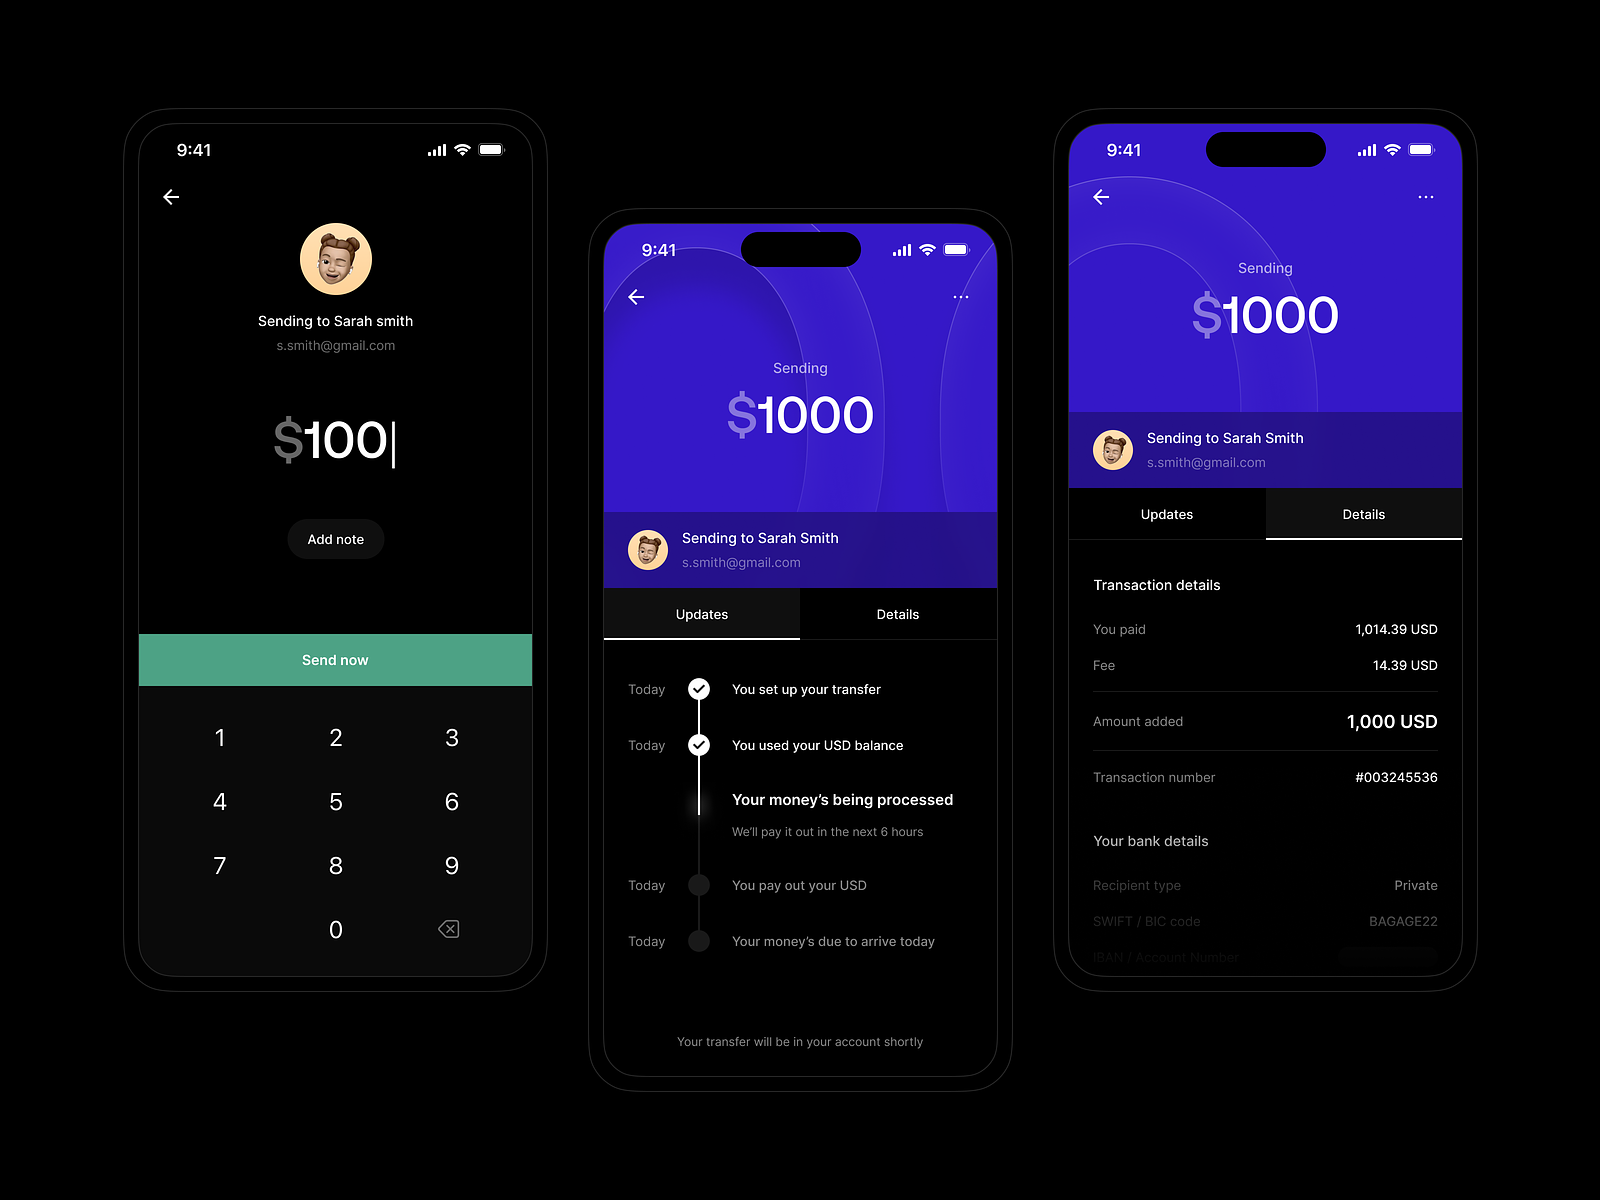 9:41
Sending to Sarah smith
s.smith@gmail.com
$100
Add note
Send now
1 2 3
4 5 6
7 8 9
0
9:41
Sending
$1000
Sending to Sarah Smith
s.smith@gmail.com
Updates Details
Today You set up your transfer
Today You used your USD balance
Your money’s being processed
We’ll pay it out in the next 6 hours
Today You pay out your USD
Today Your money’s due to arrive today
Your transfer will be in your account shortly
9:41
Sending
$1000
Sending to Sarah Smith
s.smith@gmail.com
Updates Details
Transaction details
You paid 1,014.39 USD
Fee 14.39 USD
Amount added 1,000 USD
Transaction number #003245536
Your bank details
Recipient type Private
SWIFT / BIC code BAGAGE22
IBAN / Account Number